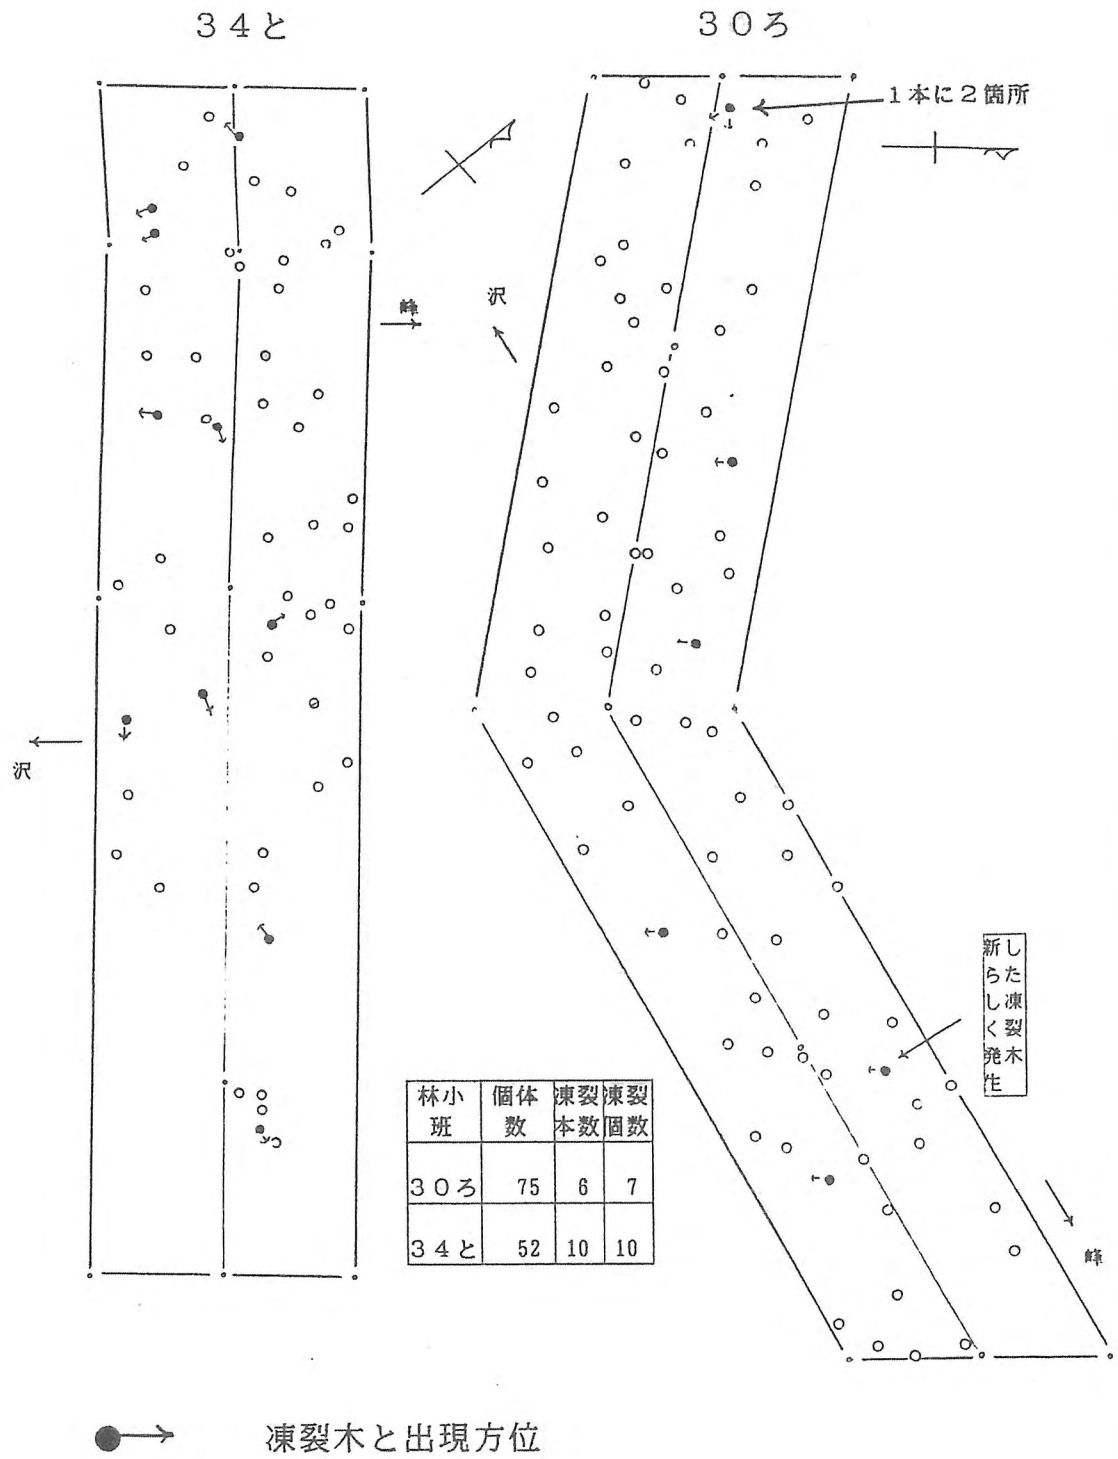 34と
30ろ
1本に2箇所
沢
峰
沢
新らしく発生
した凍裂木
林小班 個体数 凍裂本数 凍裂個数
30ろ 75 6 7
34と 52 10 10
峰
凍裂木と出現方位